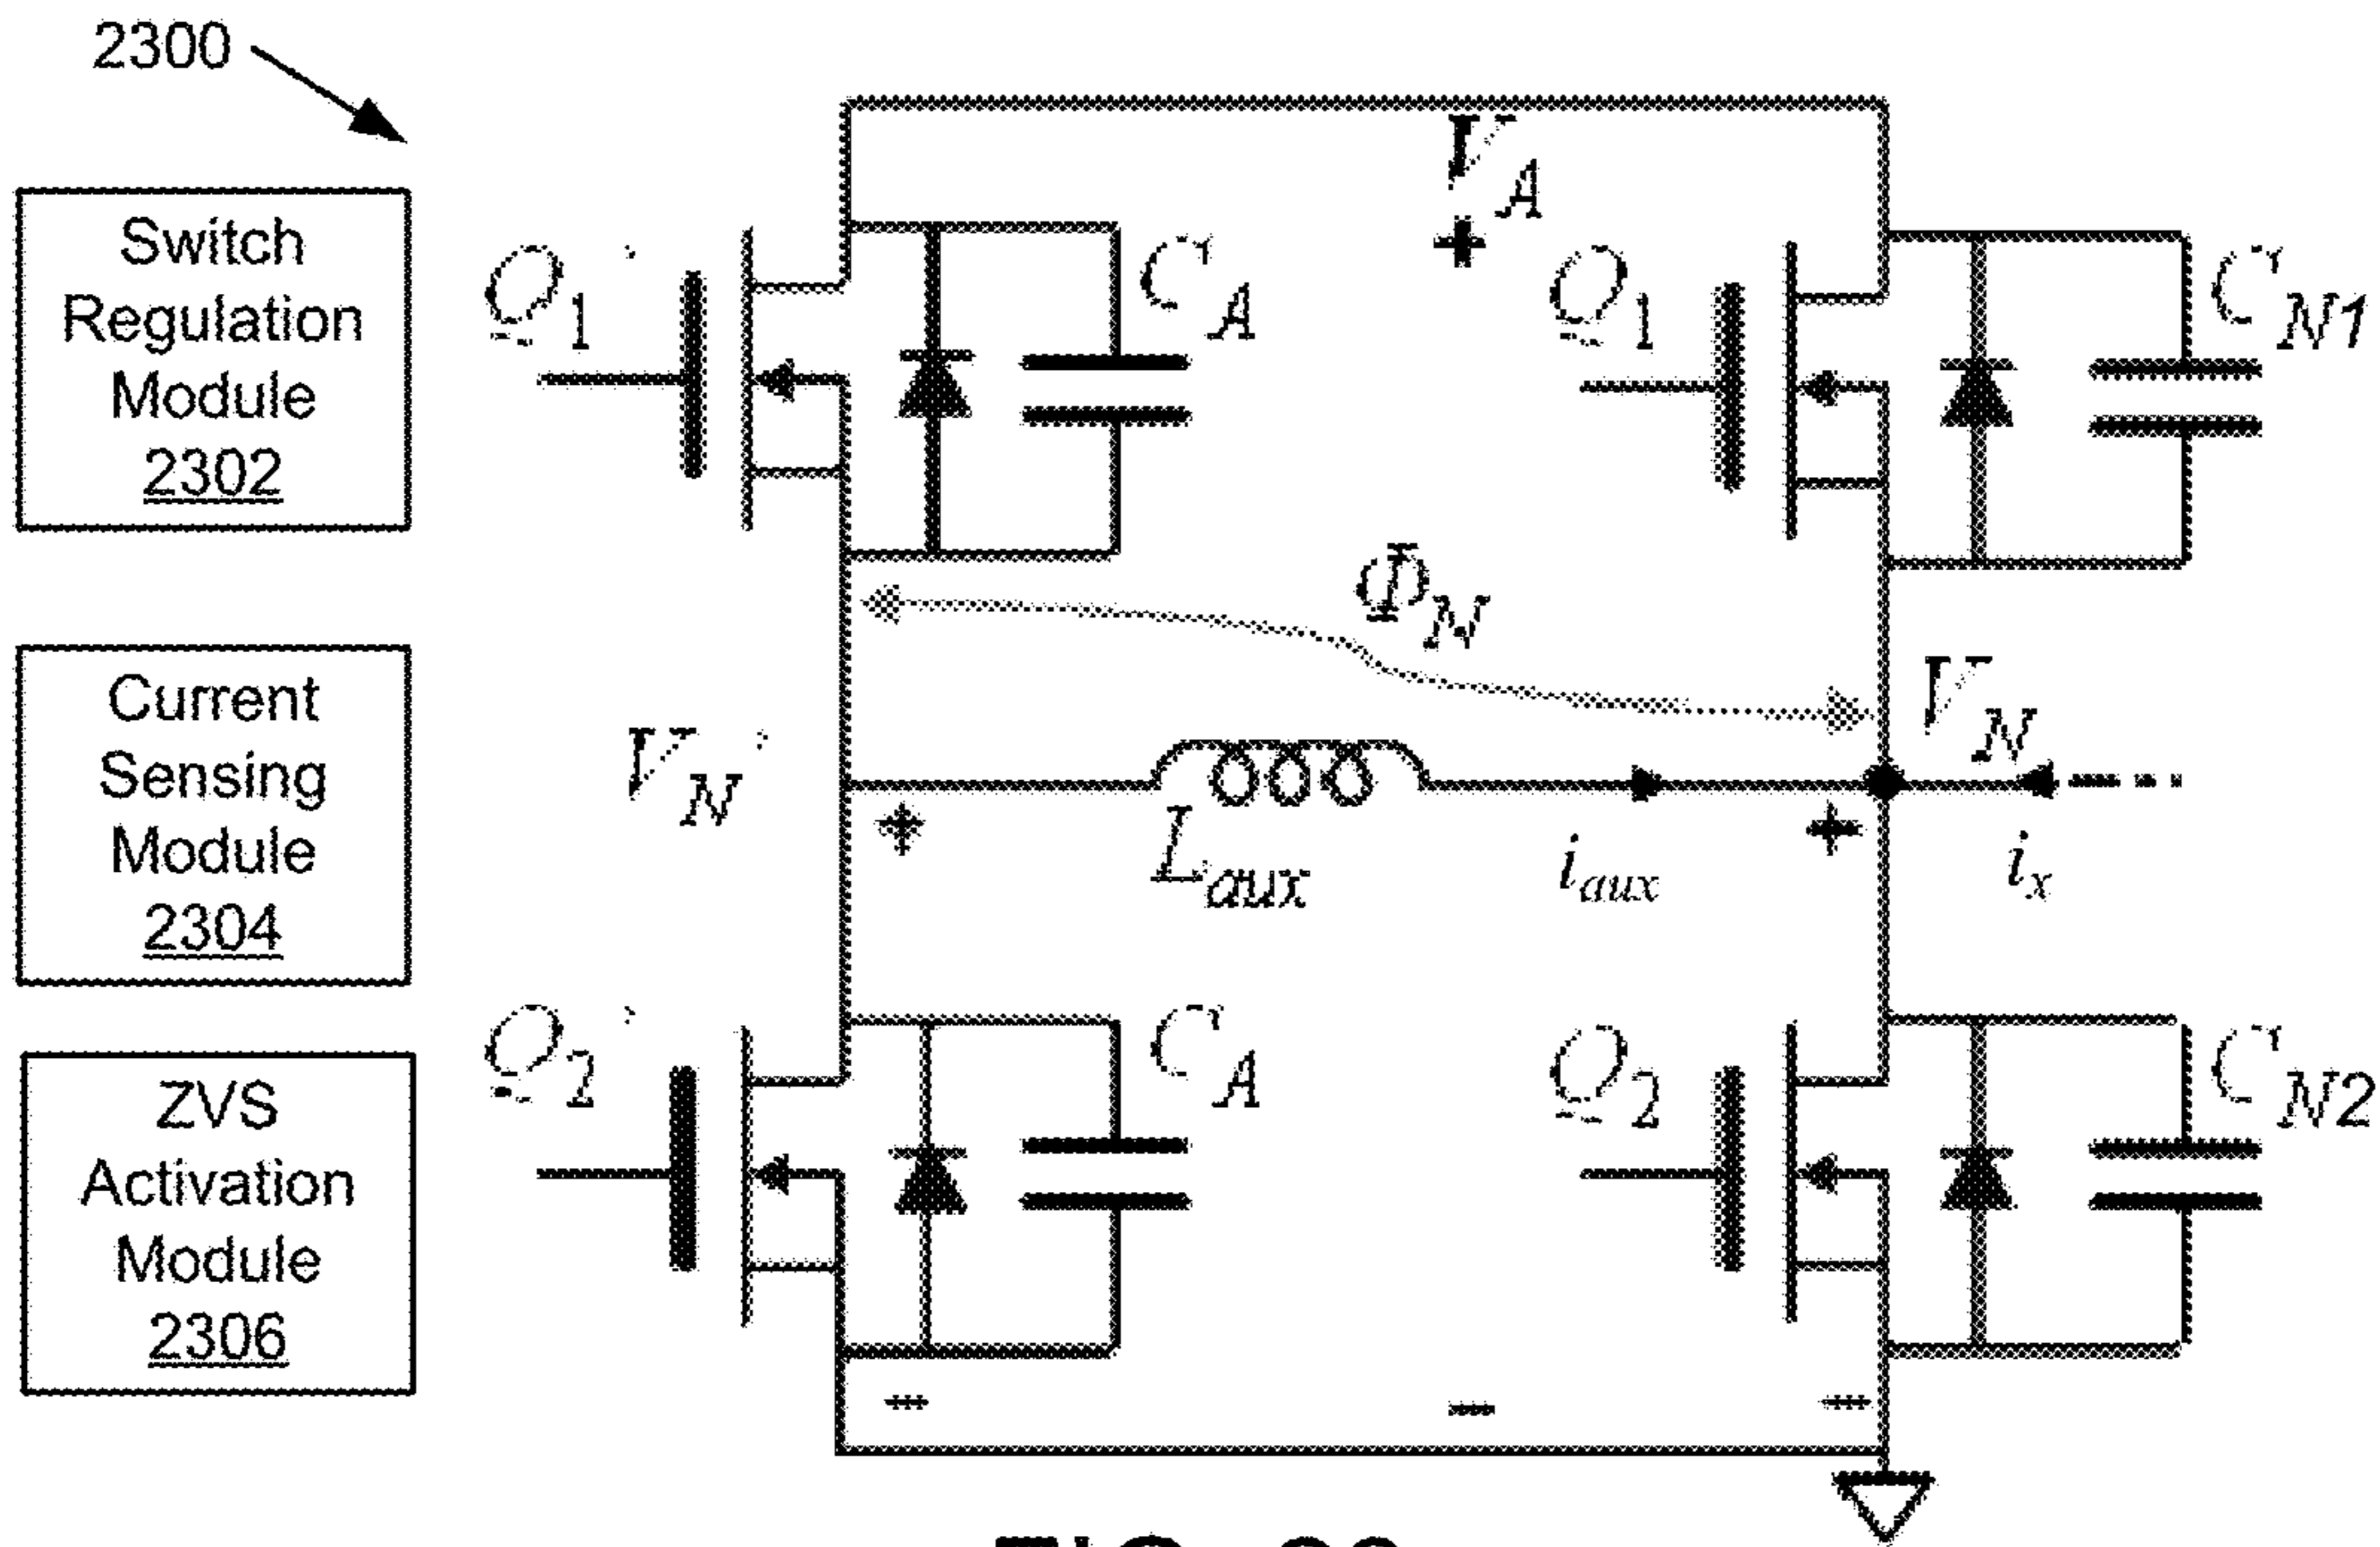 2300
Switch
Regulation
Module
2302
Current
Sensing
Module
2304
ZVS
Activation
Module
2306
Q1'
CA
VA
+
Q1
CN1
ΦN
VN'
+
Laux
iaux
VN
+
ix
Q2'
CA
Q2
CN2
-
-
-